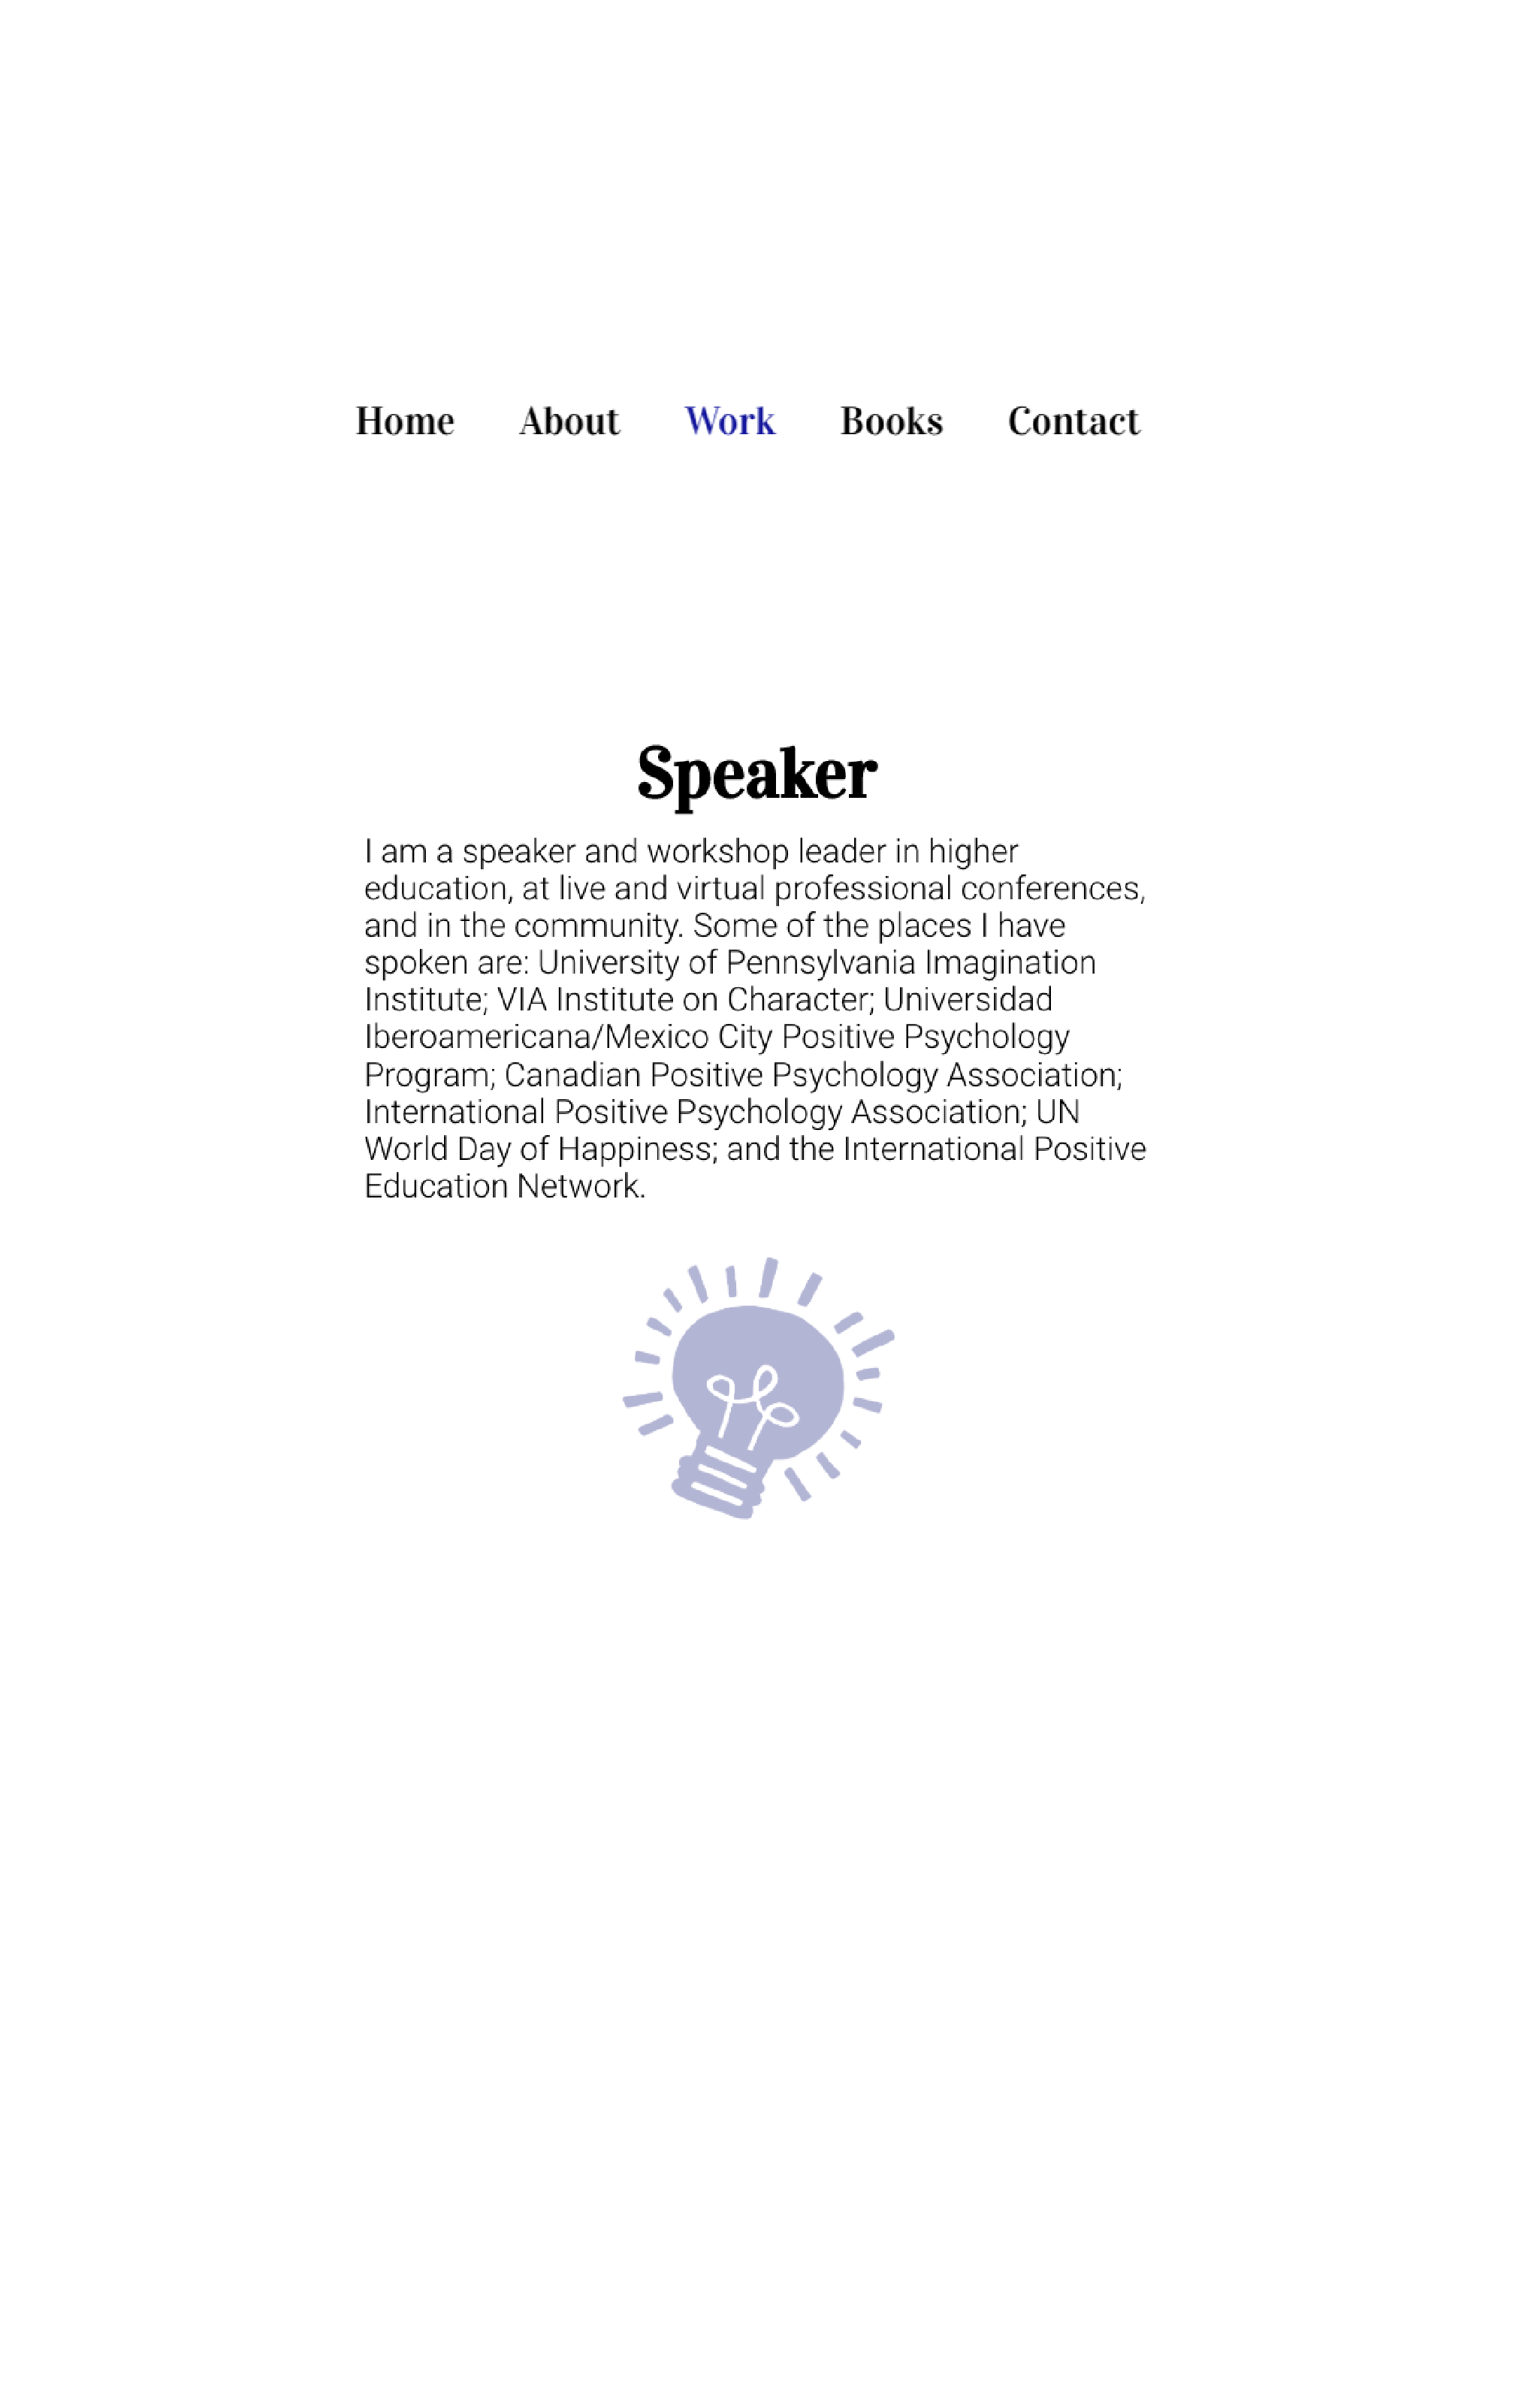 Home About Work Books Contact
Speaker
I am a speaker and workshop leader in higher
education, at live and virtual professional conferences,
and in the community. Some of the places I have
spoken are: University of Pennsylvania Imagination
Institute; VIA Institute on Character; Universidad
Iberoamericana/Mexico City Positive Psychology
Program; Canadian Positive Psychology Association;
International Positive Psychology Association; UN
World Day of Happiness; and the International Positive
Education Network.